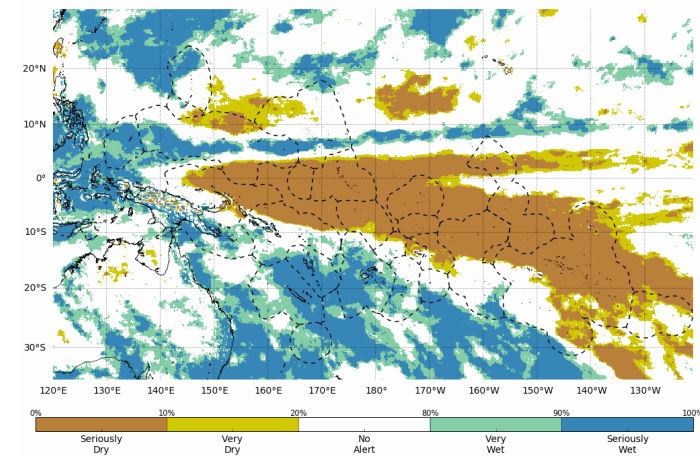 20°N
10°N
0°
10°S
20°S
30°S
120°E 130°E 140°E 150°E 160°E 170°E 180°W 170°W 160°W 150°W 140°W 130°W
0% 10% 20% 80% 90% 100%
Seriously Very No Very Seriously
Dry Dry Alert Wet Wet